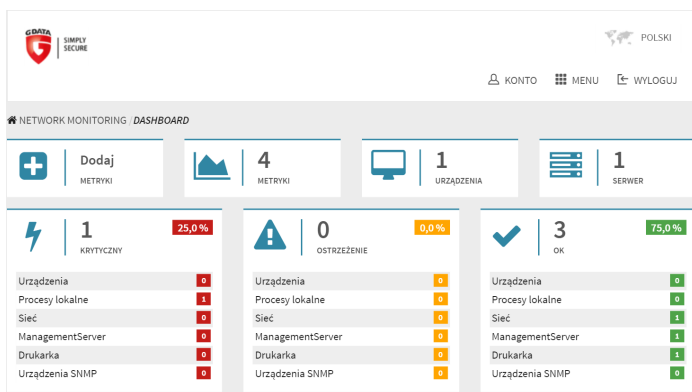 G DATA
SIMPLY
SECURE
POLSKI
KONTO MENU WYLOGUJ
NETWORK MONITORING / DASHBOARD
Dodaj
METRYKI
4
METRYKI
1
URZĄDZENIA
1
SERWER
1
KRYTYCZNY
25,0 %
Urządzenia 0
Procesy lokalne 1
Sieć 0
ManagementServer 0
Drukarka 0
Urządzenia SNMP 0
0
OSTRZEŻENIE
0,0 %
Urządzenia 0
Procesy lokalne 0
Sieć 0
ManagementServer 0
Drukarka 0
Urządzenia SNMP 0
3
OK
75,0 %
Urządzenia 0
Procesy lokalne 0
Sieć 1
ManagementServer 1
Drukarka 1
Urządzenia SNMP 0